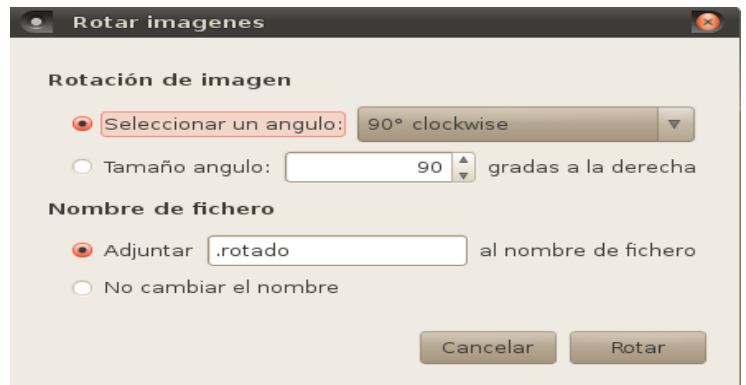 Rotar imagenes
Rotación de imagen
Seleccionar un angulo: 90° clockwise
Tamaño angulo: 90 gradas a la derecha
Nombre de fichero
Adjuntar .rotado al nombre de fichero
No cambiar el nombre
Cancelar Rotar